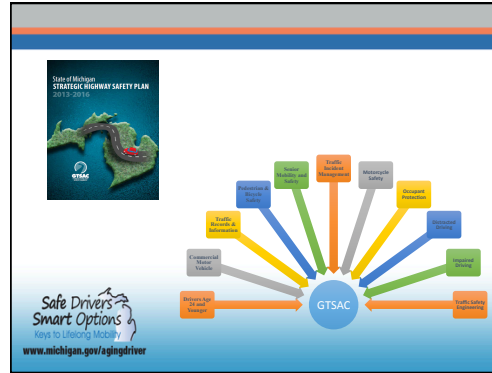 State of Michigan
STRATEGIC HIGHWAY SAFETY PLAN
2013-2016
GTSAC
Traffic
Incident
Management
Senior
Mobility and
Safety
Motorcycle
Safety
Pedestrian &
Bicycle
Safety
Occupant
Protection
Traffic
Records &
Information
Distracted
Driving
Commercial
Motor
Vehicle
Impaired
Driving
Drivers Age
24 and
Younger
GTSAC
Traffic Safety
Engineering
Safe Drivers
Smart Options
Keys to Lifelong Mobility
www.michigan.gov/agingdriver